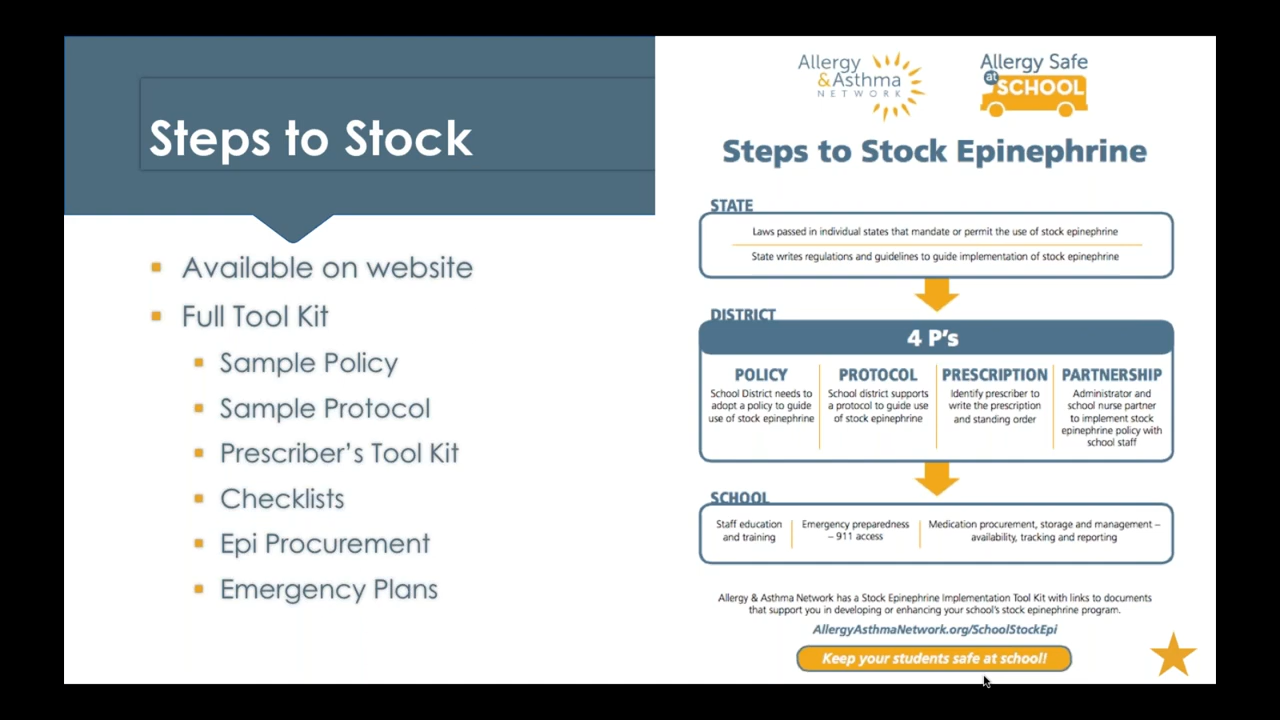 Steps to Stock
Available on website
Full Tool Kit
Sample Policy
Sample Protocol
Prescriber's Tool Kit
Checklists
Epi Procurement
Emergency Plans
Allergy
&Asthma
NETWORK
Allergy Safe
at SCHOOL
Steps to Stock Epinephrine
STATE
Laws passed in individual states that mandate or permit the use of stock epinephrine
State writes regulations and guidelines to guide implementation of stock epinephrine
DISTRICT
4 P's
POLICY
School District needs to
adopt a policy to guide
use of stock epinephrine
PROTOCOL
School district supports
a protocol to guide use
of stock epinephrine
PRESCRIPTION
Identify prescriber to
write the prescription
and standing order
PARTNERSHIP
Administrator and
school nurse partner
to implement stock
epinephrine policy with
school staff
SCHOOL
Staff education
and training
Emergency preparedness
– 911 access
Medication procurement, storage and management –
availability, tracking and reporting
Allergy & Asthma Network has a Stock Epinephrine Implementation Tool Kit with links to documents
that support you in developing or enhancing your school's stock epinephrine program.
AllergyAsthmaNetwork.org/SchoolStockEpi
Keep your students safe at school!